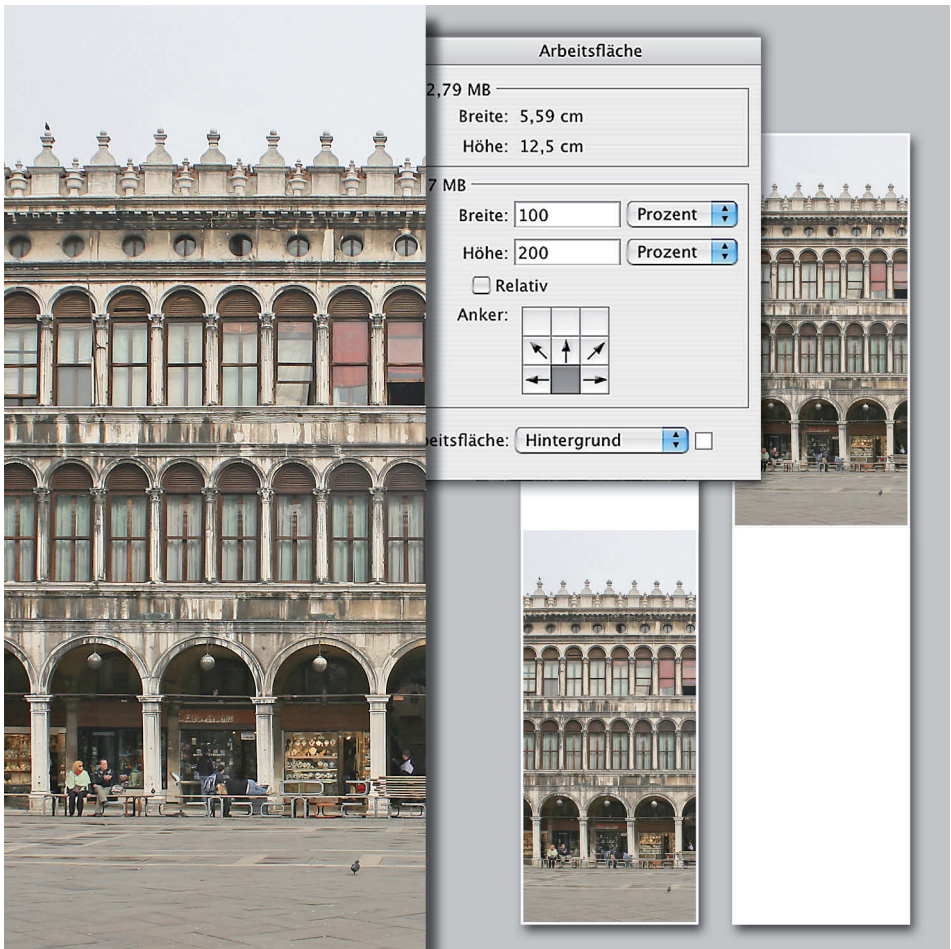 Arbeitsfläche
2,79 MB
Breite: 5,59 cm
Höhe: 12,5 cm
7 MB
Breite: 100 Prozent
Höhe: 200 Prozent
Relativ
Anker:
eitsfläche: Hintergrund